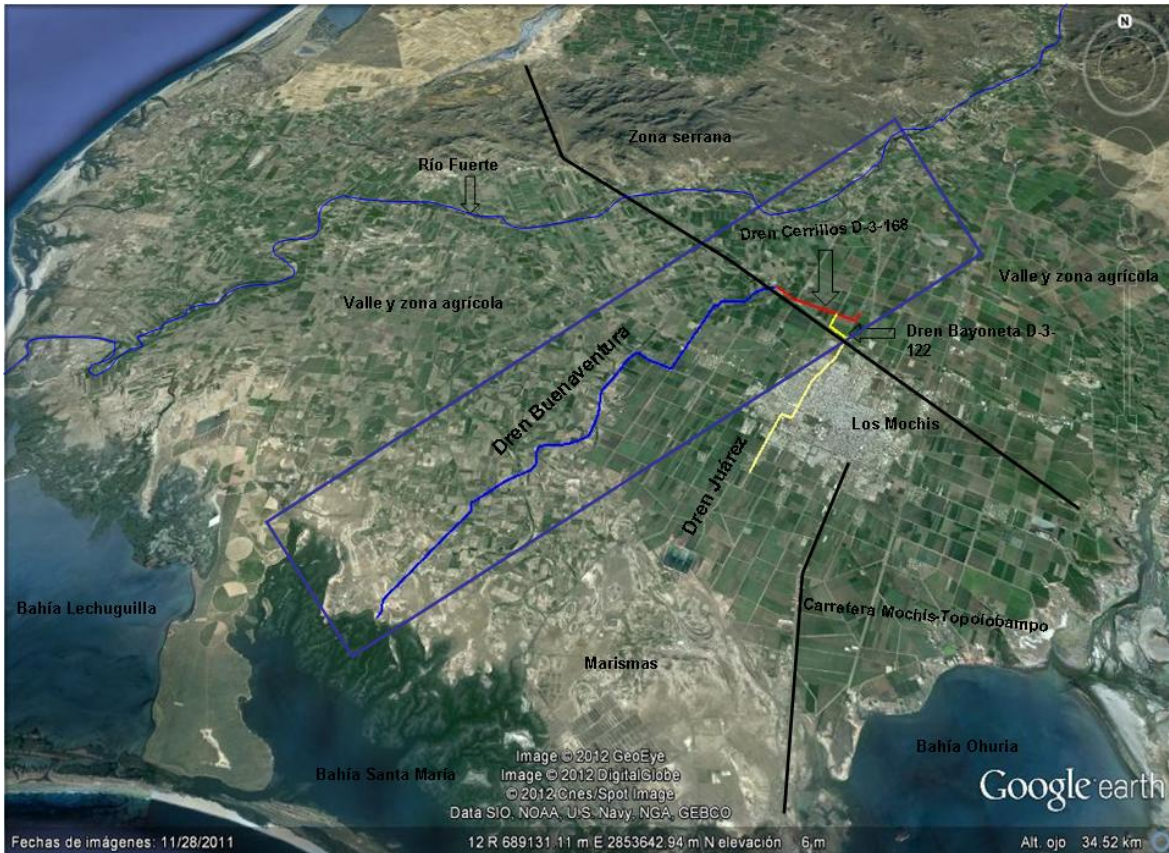 N
Zona serrana
Río Fuerte
Dren Cerrillos D-3-168
Valle y zona agrícola
Valle y zona agrícola
Dren Bayoneta D-3-
122
Dren Buenaventura
Los Mochis
Dren Juárez
Bahía Lechuguilla
Carretera Mochis-Topolobampo
Marismas
Bahía Ohuria
Bahía Santa María
Image © 2012 GeoEye
Image © 2012 DigitalGlobe
© 2012 Cnes/Spot Image
Data SIO, NOAA, U.S. Navy, NGA, GEBCO
Google earth
Fechas de imágenes: 11/28/2011
12 R 689131.11 m E 2853642.94 m N elevación 6 m
Alt. ojo 34.52 km